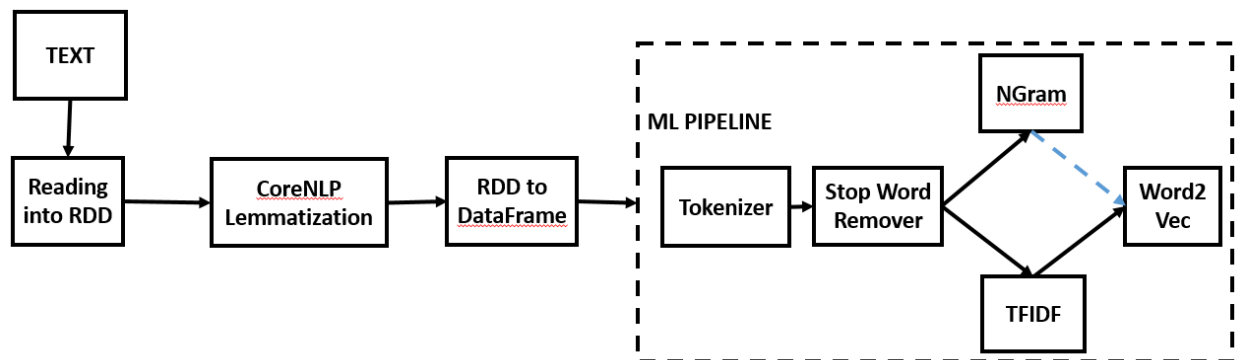 TEXT
Reading
into RDD
CoreNLP
Lemmatization
RDD to
DataFrame
ML PIPELINE
Tokenizer
Stop Word
Remover
NGram
TFIDF
Word2
Vec